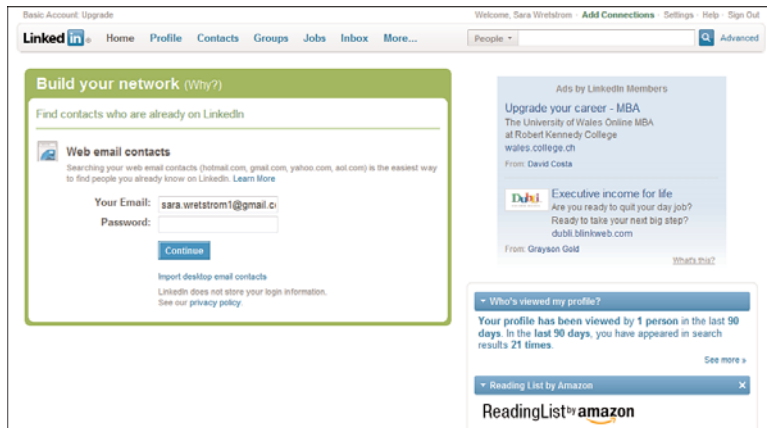 Basic Account: Upgrade
Welcome, Sara Wretstrom · Add Connections · Settings · Help · Sign Out
Linked in ® Home Profile Contacts Groups Jobs Inbox More...
People
Advanced
Build your network (Why?)
Find contacts who are already on LinkedIn
Web email contacts
Searching your web email contacts (hotmail.com, gmail.com, yahoo.com, aol.com) is the easiest way
to find people you already know on LinkedIn. Learn More
Your Email: sara.wretstrom1@gmail.c
Password:
Continue
Import desktop email contacts
LinkedIn does not store your login information.
See our privacy policy.
Ads by LinkedIn Members
Upgrade your career - MBA
The University of Wales Online MBA
at Robert Kennedy College
wales.college.ch
From: David Costa
Dubli.
Executive income for life
Are you ready to quit your day job?
Ready to take your next big step?
dubli.blinkweb.com
From: Grayson Gold
What's this?
Who's viewed my profile?
Your profile has been viewed by 1 person in the last 90
days. In the last 90 days, you have appeared in search
results 21 times.
See more »
Reading List by Amazon X
ReadingList by amazon